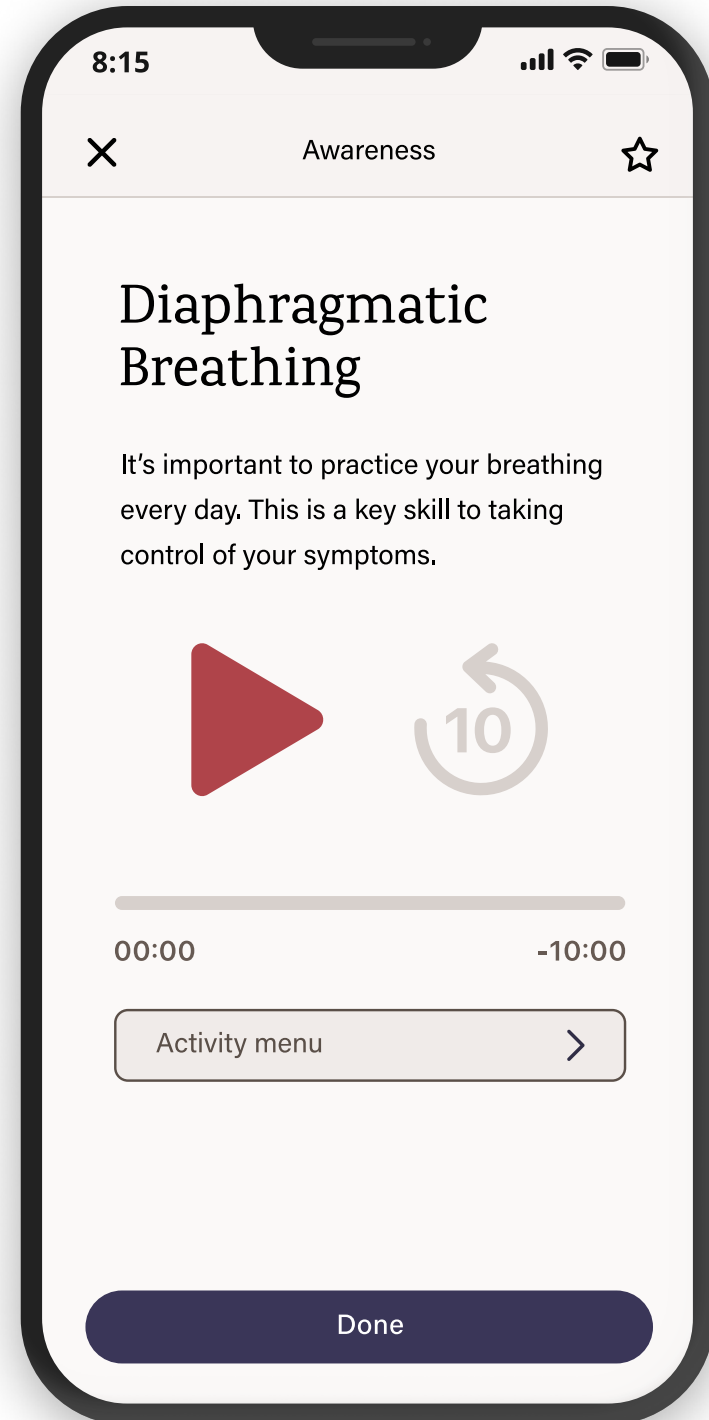 8:15
Awareness
Diaphragmatic
Breathing
It's important to practice your breathing
every day. This is a key skill to taking
control of your symptoms.
10
00:00
-10:00
Activity menu
Done